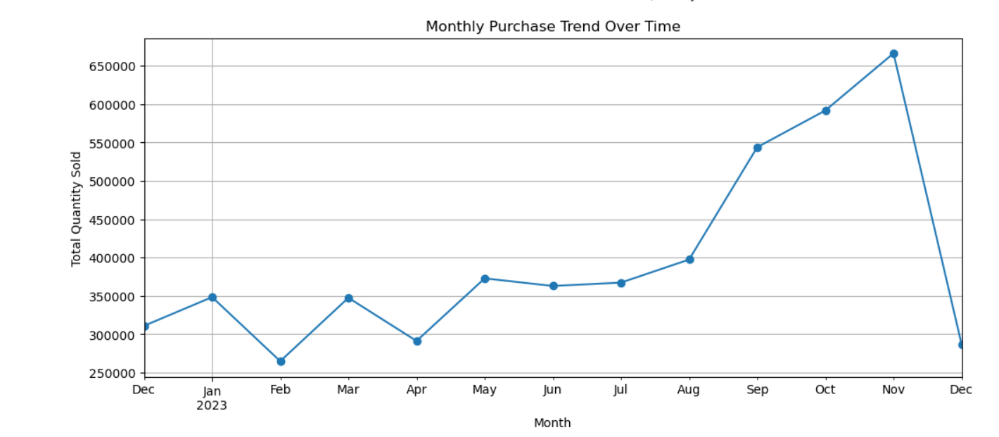 Monthly Purchase Trend Over Time
Total Quantity Sold
650000
600000
550000
500000
450000
400000
350000
300000
250000
Dec Jan Feb Mar Apr May Jun Jul Aug Sep Oct Nov Dec
2023
Month